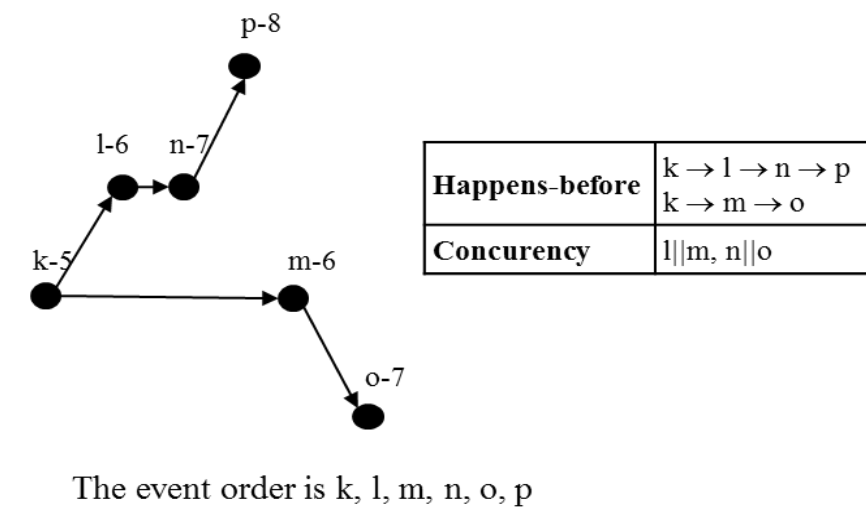 p-8
l-6
n-7
k-5
m-6
o-7
Happens-before
k → l → n → p
k → m → o
Concurency
l||m, n||o
The event order is k, l, m, n, o, p